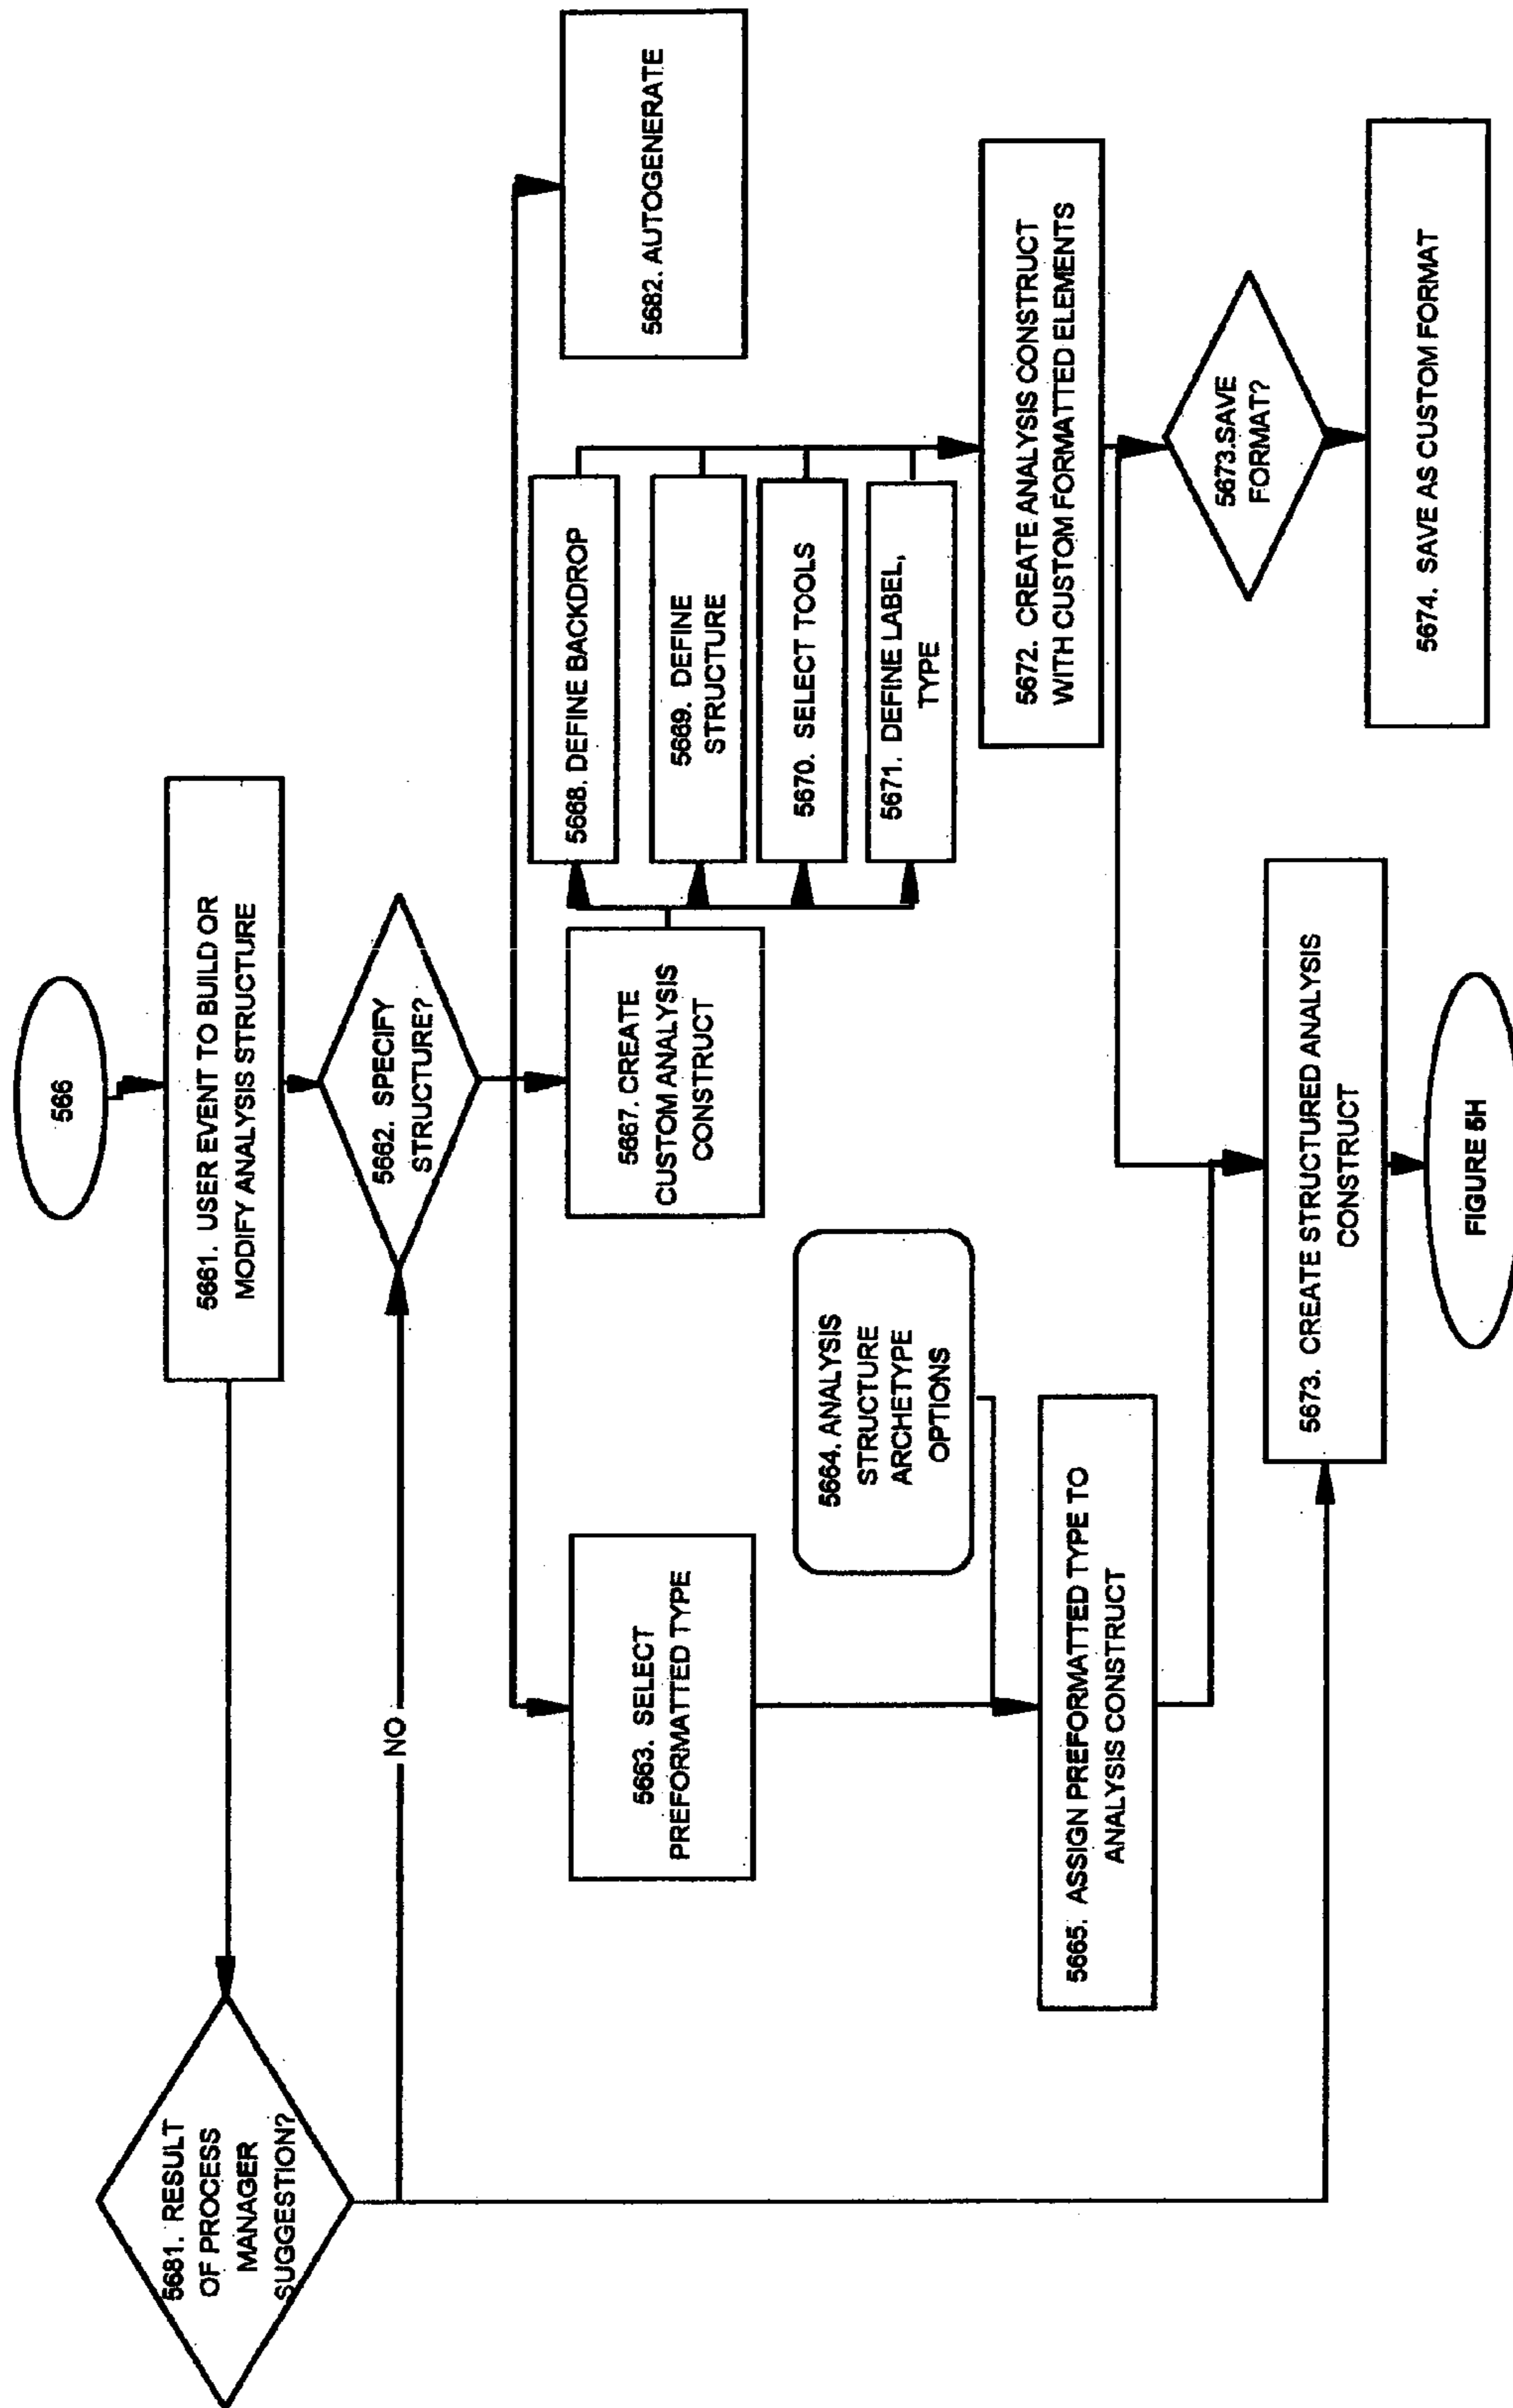 566
5661. USER EVENT TO BUILD OR
MODIFY ANALYSIS STRUCTURE
5681. RESULT
OF PROCESS
MANAGER
SUGGESTION?
5662. SPECIFY
STRUCTURE?
NO
5663. SELECT
PREFORMATTED TYPE
5667. CREATE
CUSTOM ANALYSIS
CONSTRUCT
5682. AUTOGENERATE
5668. DEFINE BACKDROP
5669. DEFINE
STRUCTURE
5670. SELECT TOOLS
5671. DEFINE LABEL,
TYPE
5664. ANALYSIS
STRUCTURE
ARCHETYPE
OPTIONS
5665. ASSIGN PREFORMATTED TYPE TO
ANALYSIS CONSTRUCT
5672. CREATE ANALYSIS CONSTRUCT
WITH CUSTOM FORMATTED ELEMENTS
5673.SAVE
FORMAT?
5673. CREATE STRUCTURED ANALYSIS
CONSTRUCT
5674. SAVE AS CUSTOM FORMAT
FIGURE 5H